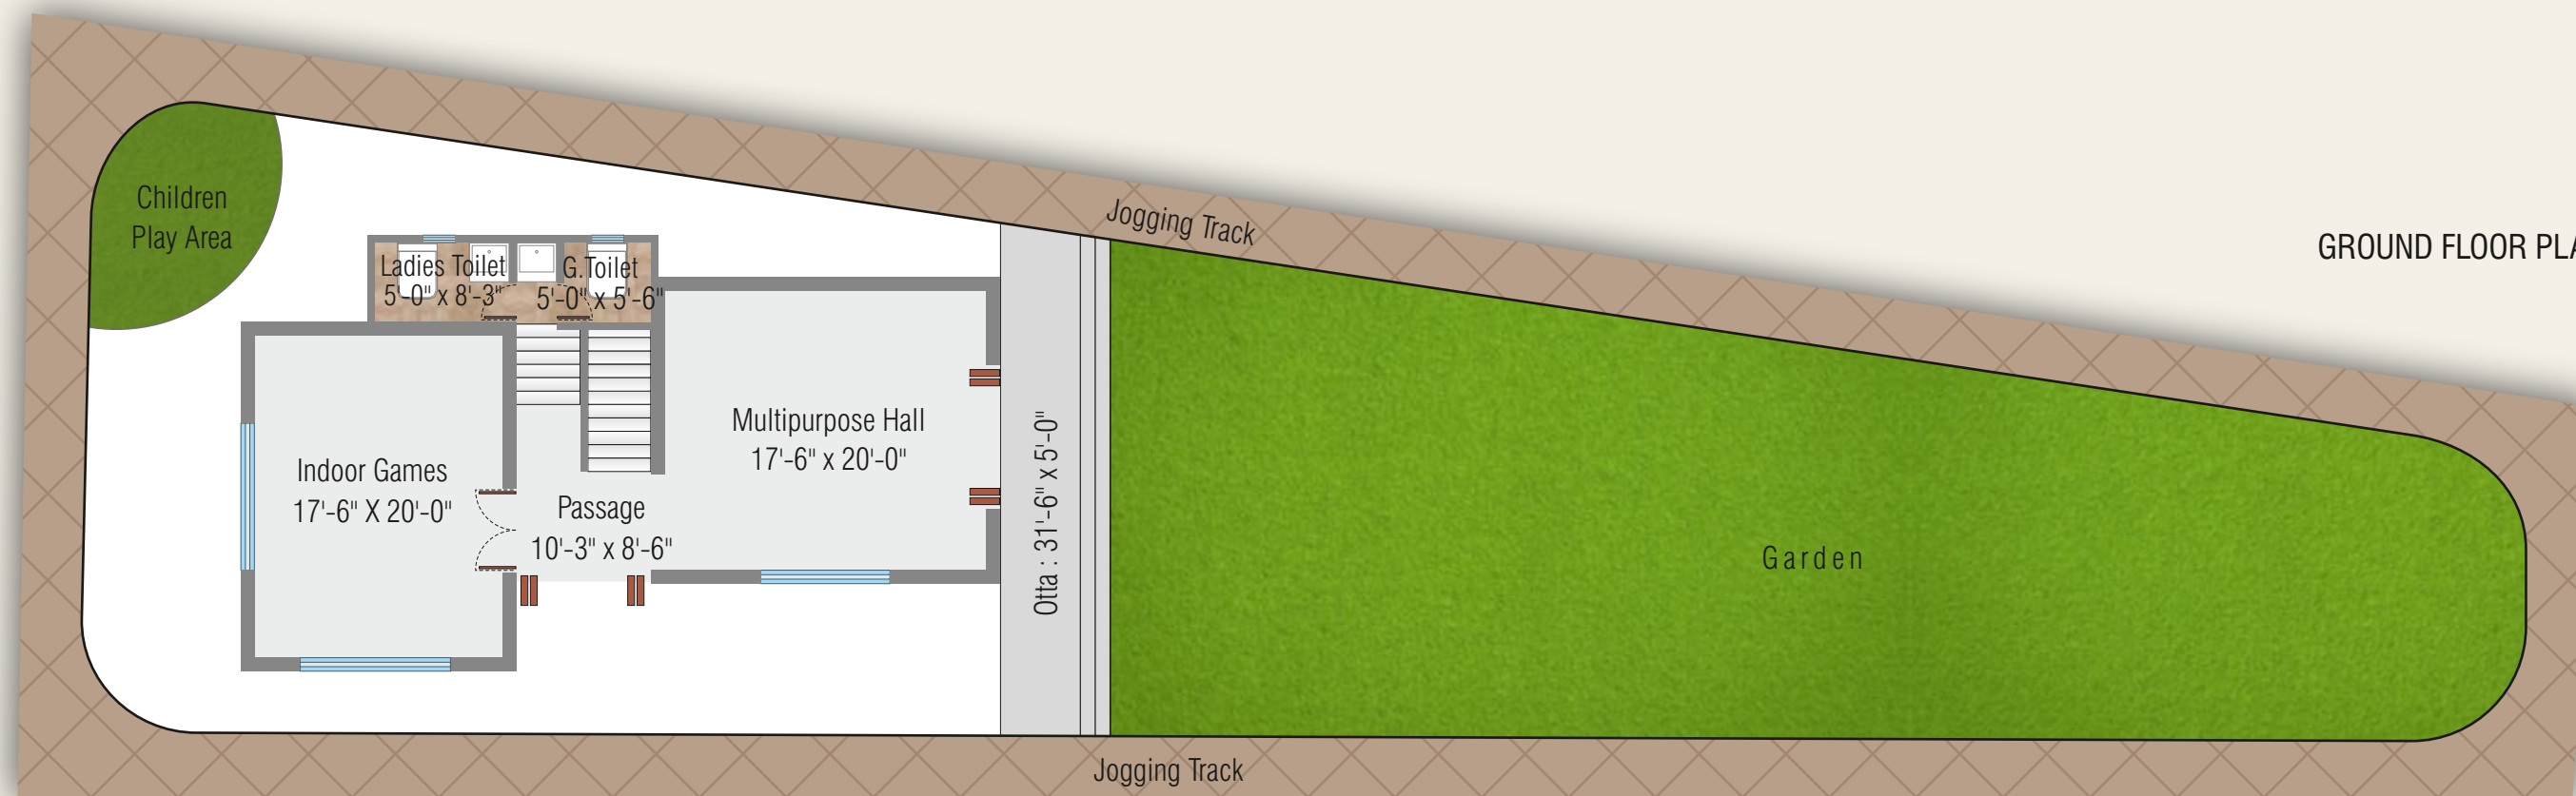 Children
Play Area
Jogging Track
GROUND FLOOR PLA
Ladies Toilet
5'-0" x 8'-3"
G.Toilet
5'-0" x 5'-6"
Multipurpose Hall
17'-6" x 20'-0"
Indoor Games
17'-6" X 20'-0"
Passage
10'-3" x 8'-6"
Otta : 31'-6" x 5'-0"
Garden
Jogging Track